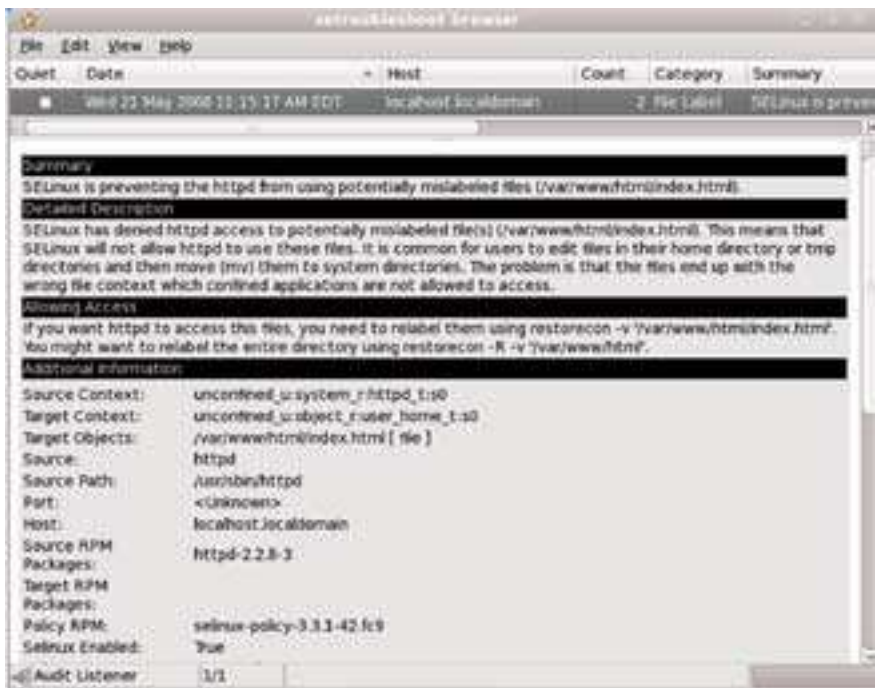 setroubleshoot browser
File Edit View Help
Quiet Date Host Count Category Summary
Wed 21 May 2008 11:15:17 AM EDT localhost.localdomain 2 File Label SELinux is preven
Summary
SELinux is preventing the httpd from using potentially mislabeled files (/var/www/html/index.html).
Detailed Description
SELinux has denied httpd access to potentially mislabeled file(s) (/var/www/html/index.html). This means that
SELinux will not allow httpd to use these files. It is common for users to edit files in their home directory or tmp
directories and then move (mv) them to system directories. The problem is that the files end up with the
wrong file context which confined applications are not allowed to access.
Allowing Access
If you want httpd to access this files, you need to relabel them using restorecon -v '/var/www/html/index.html'.
You might want to relabel the entire directory using restorecon -R -v '/var/www/html'.
Additional Information
Source Context: unconfined_u:system_r:httpd_t:s0
Target Context: unconfined_u:object_r:user_home_t:s0
Target Objects: /var/www/html/index.html [ file ]
Source: httpd
Source Path: /usr/sbin/httpd
Port: <Unknown>
Host: localhost.localdomain
Source RPM
Packages: httpd-2.2.8-3
Target RPM
Packages:
Policy RPM: selinux-policy-3.3.1-42.fc9
Selinux Enabled: True
Audit Listener 1/1